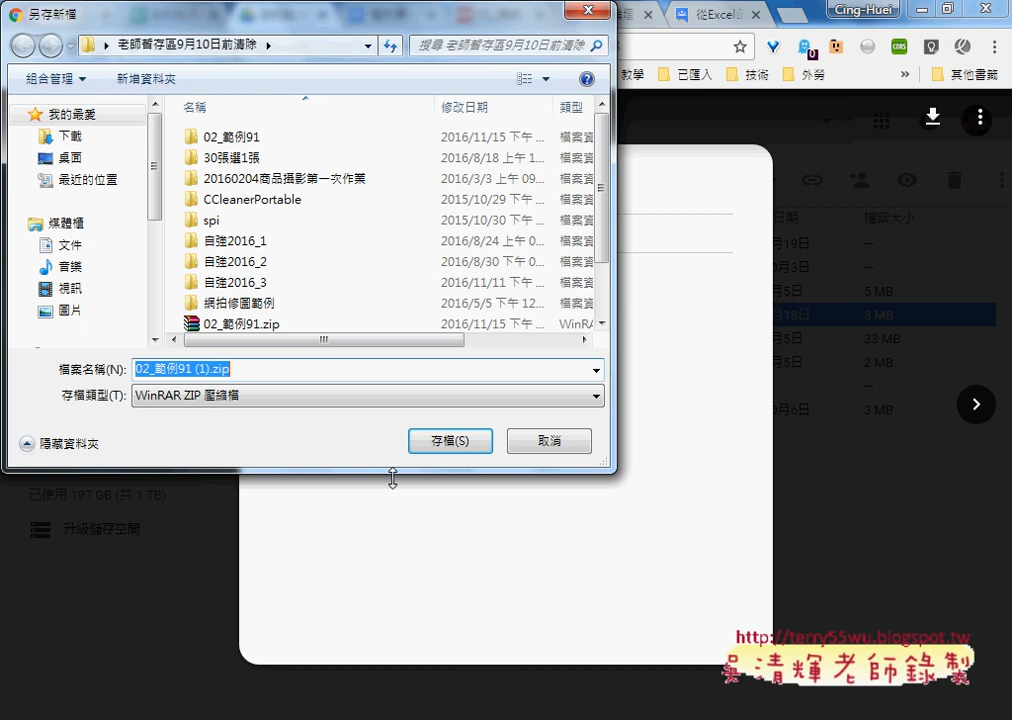 另存新檔
從Excel
Cing-Huei
老師暫存區9月10日前清除
搜尋 老師暫存區9月10日前清除
組合管理
新增資料夾
教學
已匯入
技術
外勞
»
其他書籤
我的最愛
下載
桌面
最近的位置
媒體櫃
文件
音樂
視訊
圖片
名稱
修改日期
類型
02_範例91
2016/11/15 下午 ...
檔案資
30張選1張
2016/8/18 上午 1...
檔案資
20160204商品攝影第一次作業
2016/3/3 上午 09...
檔案資
CCleanerPortable
2015/10/29 下午 ...
檔案資
spi
2015/10/30 下午 ...
檔案資
自強2016_1
2016/8/24 上午 0...
檔案資
自強2016_2
2016/8/30 下午 0...
檔案資
自強2016_3
2016/11/11 下午 ...
檔案資
網拍修圖範例
2016/5/5 下午 12...
檔案資
02_範例91.zip
2016/11/15 下午 ...
WinRA
檔案名稱(N):
02_範例91 (1).zip
存檔類型(T):
WinRAR ZIP 壓縮檔
隱藏資料夾
存檔(S)
取消
日期
檔案大小
月19日
—
月3日
—
月5日
5 MB
月18日
3 MB
月5日
33 MB
月5日
2 MB
—
月6日
3 MB
已使用 197 GB (共 1 TB)
升級儲存空間
http://terry55wu.blogspot.tw
吳清輝老師錄製